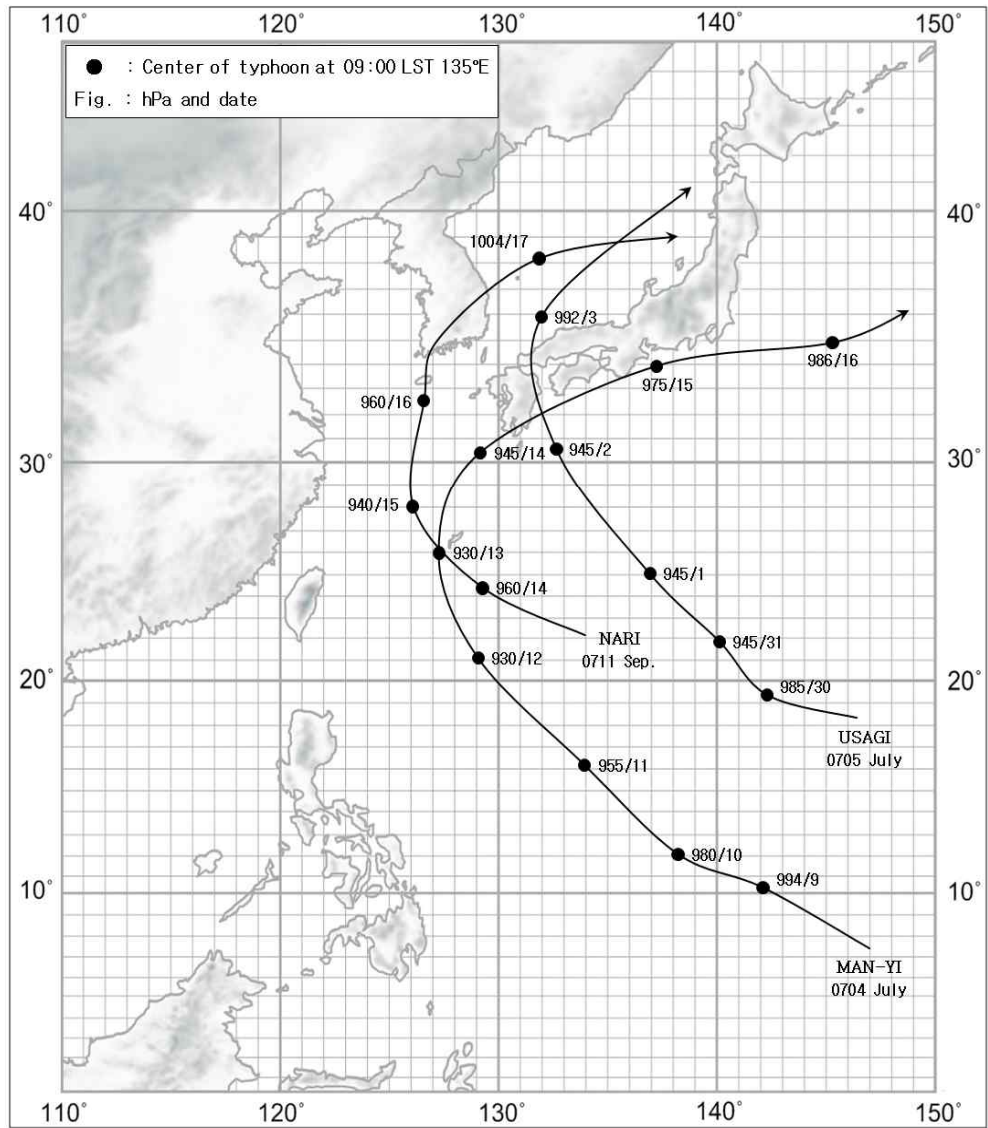 110° 120° 130° 140° 150°
● : Center of typhoon at 09:00 LST 135°E
Fig. : hPa and date
40° 40°
1004/17
992/3
986/16
975/15
960/16
945/14 945/2
30° 30°
940/15
930/13
945/1
960/14
NARI
0711 Sep.
945/31
930/12
20° 20°
985/30
USAGI
0705 July
955/11
980/10
994/9
10° 10°
MAN-YI
0704 July
110° 120° 130° 140° 150°